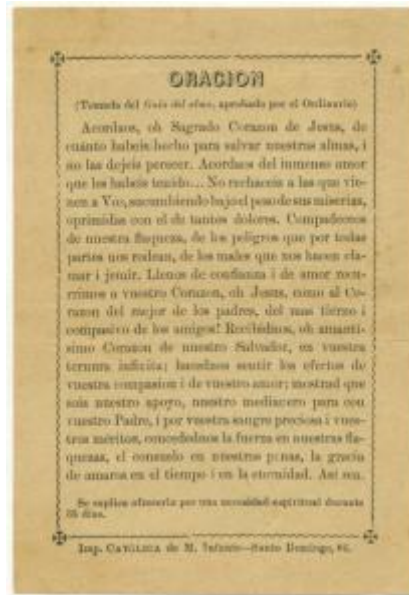 ORACION
(Tomada del Guia del alma, aprobada por el Ordinario)
Acordaos, oh Sagrado Corazon de Jesus, de
cuánto habeis hecho para salvar nuestras almas, i
no las dejeis perecer. Acordaos del inmenso amor
que les habeis tenido... No rechaceis a las que vie-
nen a Vos, sucumbiendo bajo el peso de sus miserias,
oprimidas con el de tantos dolores. Compadeceos
de nuestra flaqueza, de los peligros que por todas
partes nos rodean, de los males que nos hacen cla-
mar i jemir. Llenos de confianza i de amor recu-
rrimos a vuestro Corazon, oh Jesus, como al Co-
razon del mejor de los padres, del mas tierno i
compasivo de los amigos! Recibidnos, oh amantí-
simo Corazon de nuestro Salvador, en vuestra
ternura infinita; hacednos sentir los efectos de
vuestra compasion i de vuestro amor; mostrad que
sois nuestro apoyo, nuestro medianero para con
vuestro Padre, i por vuestra sangre preciosa i vues-
tros méritos, concedednos la fuerza en nuestras fla-
quezas, el consuelo en nuestras penas, la gracia
de amaros en el tiempo i en la eternidad. Asi sea.
Se suplica ofrecerla por una necesidad espiritual durante
dias.
Imp. CATÓLICA de M. Infante—Santo Domingo,